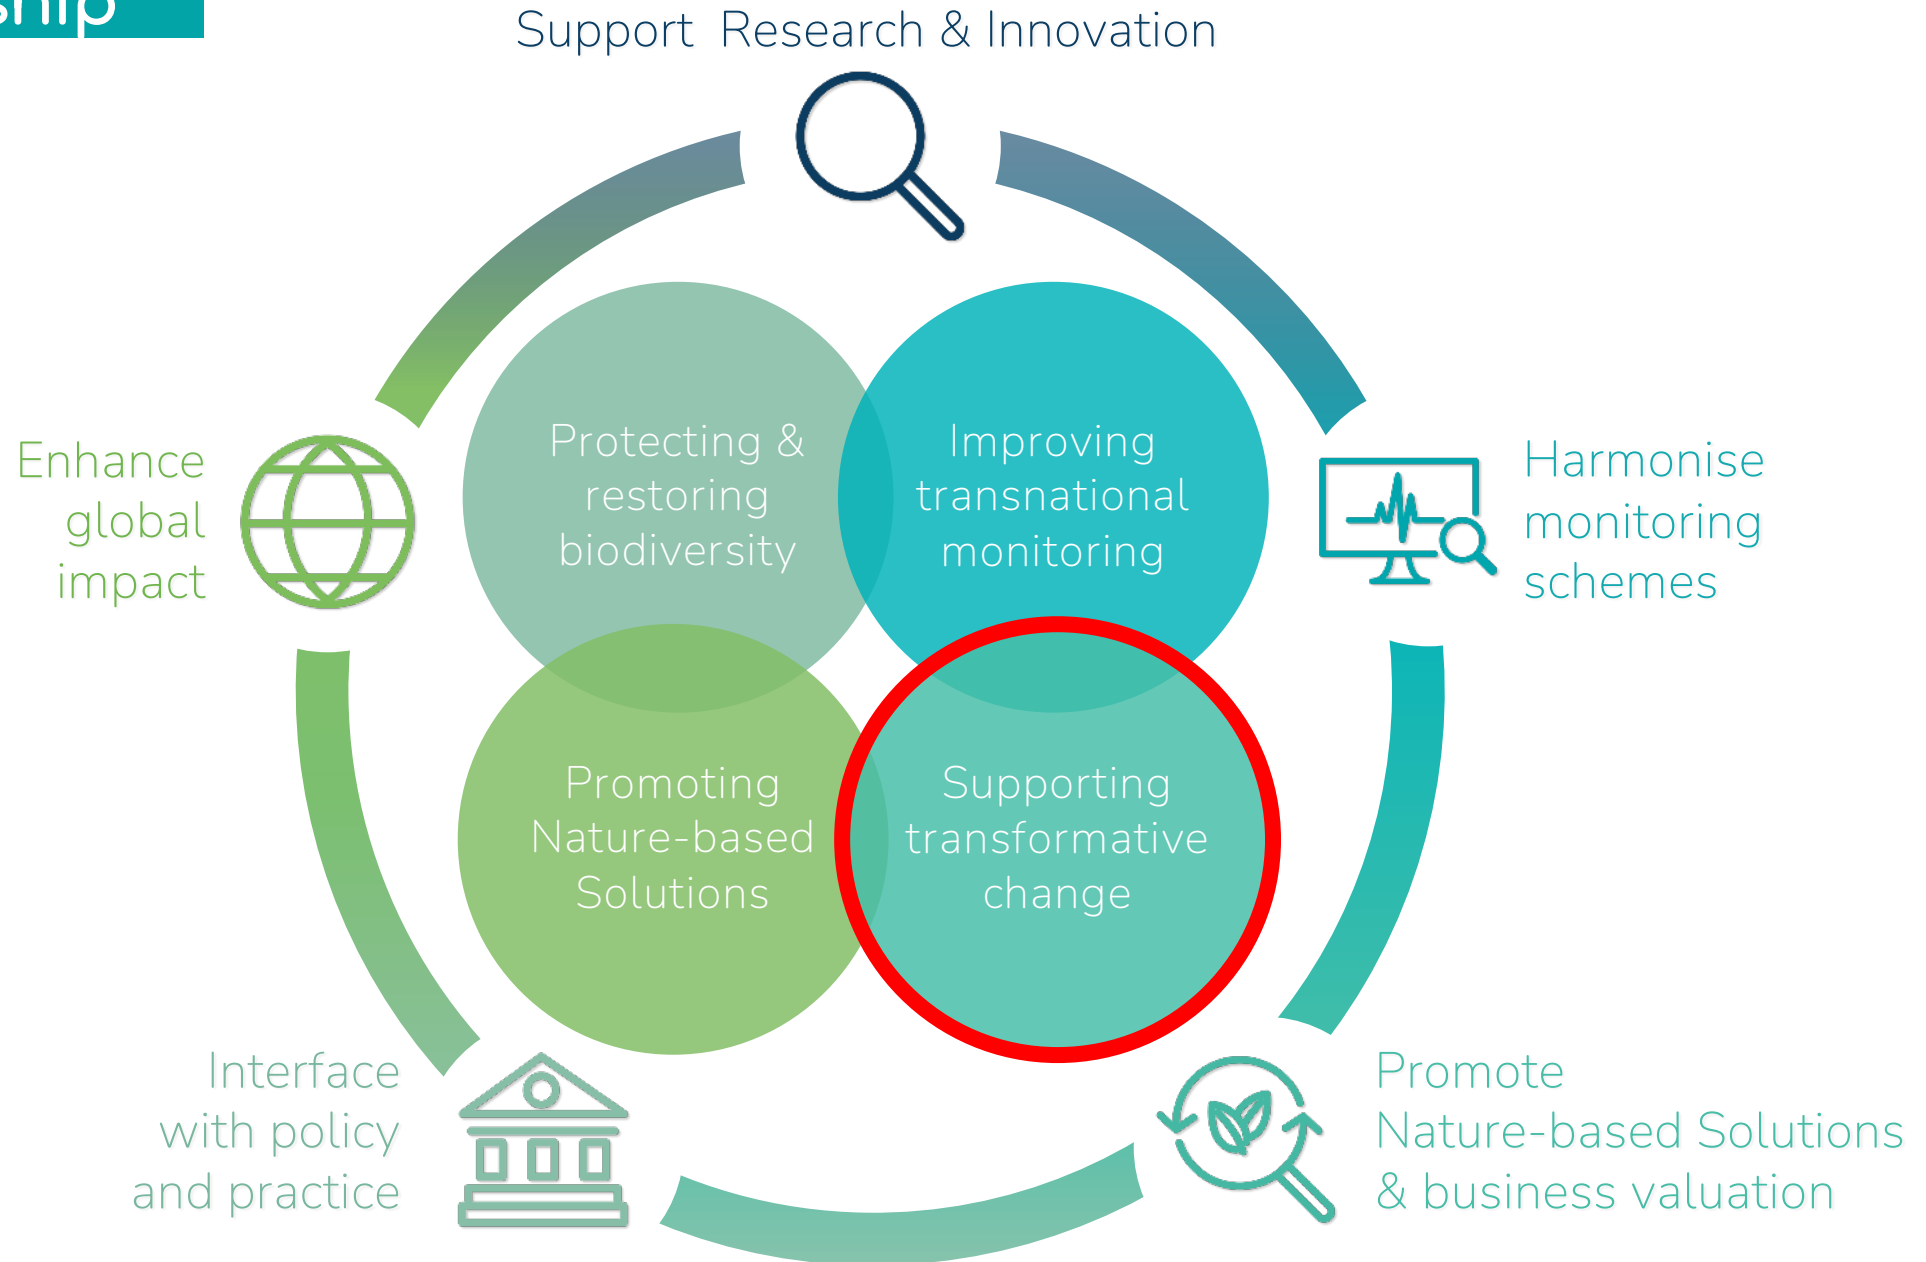 ship
Support Research & Innovation
Enhance
global
impact
Protecting &
restoring
biodiversity
Improving
transnational
monitoring
Harmonise
monitoring
schemes
Promoting
Nature-based
Solutions
Supporting
transformative
change
Interface
with policy
and practice
Promote
Nature-based Solutions
& business valuation